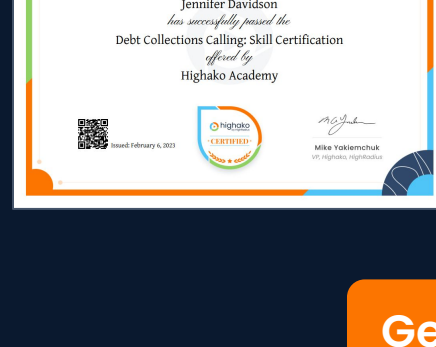 Jennifer Davidson
has successfully passed the
Debt Collections Calling: Skill Certification
offered by
Highako Academy
Issued: February 6, 2023
highako
CERTIFIED
Mike Yakiemchuk
VP, Highako, HighRadius
Ge